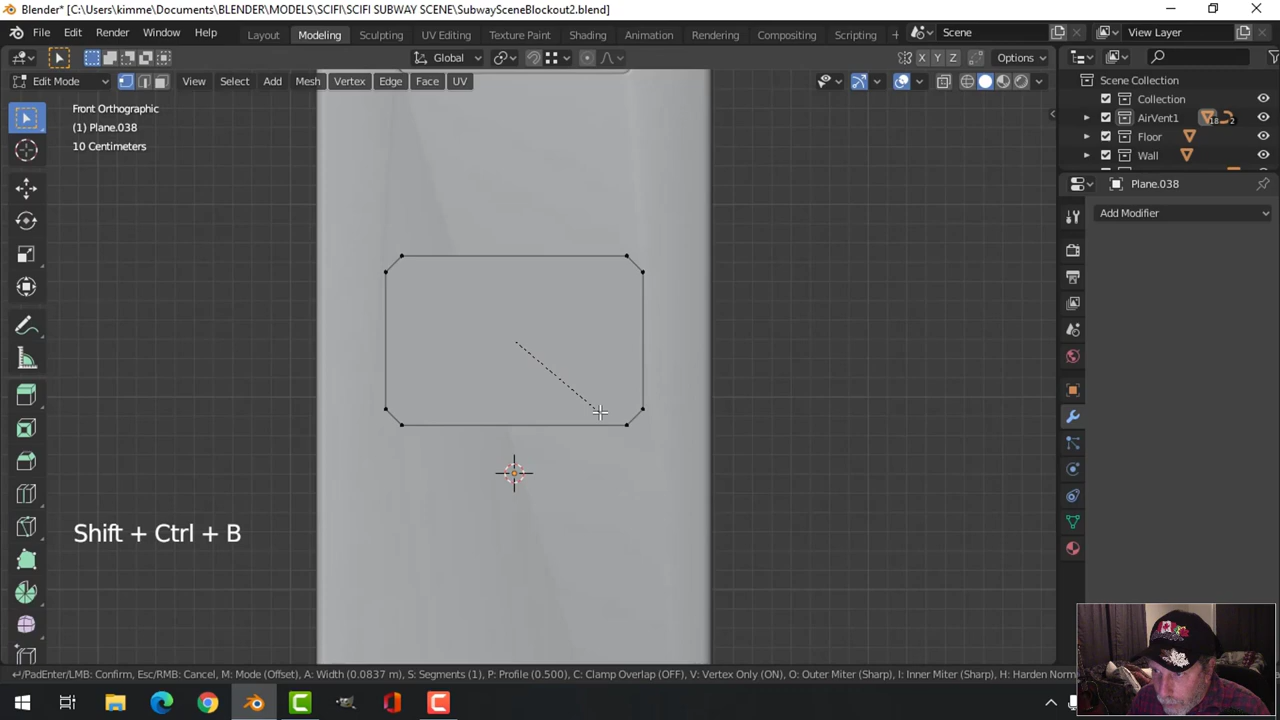 Blender* [C:\Users\kimme\Documents\BLENDER\MODELS\SCIFI\SCIFI SUBWAY SCENE\SubwaySceneBlockout2.blend]
File Edit Render Window Help Layout Modeling Sculpting UV Editing Texture Paint Shading Animation Rendering Compositing Scripting + Scene View Layer
Global X Y Z Options
Edit Mode View Select Add Mesh Vertex Edge Face UV
Front Orthographic
(1) Plane.038
10 Centimeters
Scene Collection
Collection
AirVent1 18 2
Floor
Wall
Plane.038
Add Modifier
Shift + Ctrl + B
/PadEnter/LMB: Confirm, Esc/RMB: Cancel, M: Mode (Offset), A: Width (0.0837 m), S: Segments (1), P: Profile (0.500), C: Clamp Overlap (OFF), V: Vertex Only (ON), O: Outer Miter (Sharp), I: Inner Miter (Sharp), H: Harden Norm